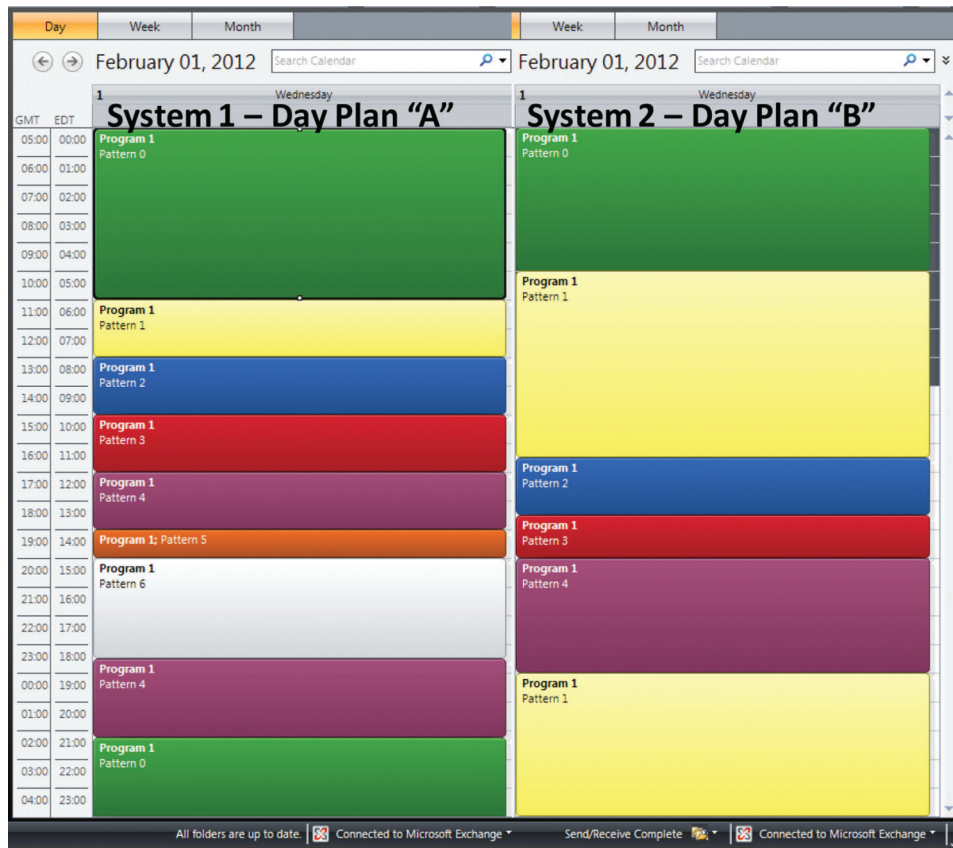 Day Week Month Week Month
February 01, 2012 Search Calendar February 01, 2012 Search Calendar
1 Wednesday 1 Wednesday
System 1 – Day Plan “A” System 2 – Day Plan “B”
GMT EDT
05:00 00:00 Program 1 Program 1
Pattern 0 Pattern 0
06:00 01:00
07:00 02:00
08:00 03:00
09:00 04:00
10:00 05:00 Program 1
Pattern 1
11:00 06:00 Program 1
Pattern 1
12:00 07:00
13:00 08:00 Program 1
Pattern 2
14:00 09:00
15:00 10:00 Program 1
Pattern 3
16:00 11:00 Program 1
17:00 12:00 Program 1 Pattern 2
Pattern 4
18:00 13:00 Program 1
19:00 14:00 Program 1; Pattern 5 Pattern 3
20:00 15:00 Program 1 Program 1
Pattern 6 Pattern 4
21:00 16:00
22:00 17:00
23:00 18:00 Program 1
00:00 19:00 Pattern 4 Program 1
Pattern 1
01:00 20:00
02:00 21:00 Program 1
03:00 22:00 Pattern 0
04:00 23:00
All folders are up to date. Connected to Microsoft Exchange Send/Receive Complete Connected to Microsoft Exchange